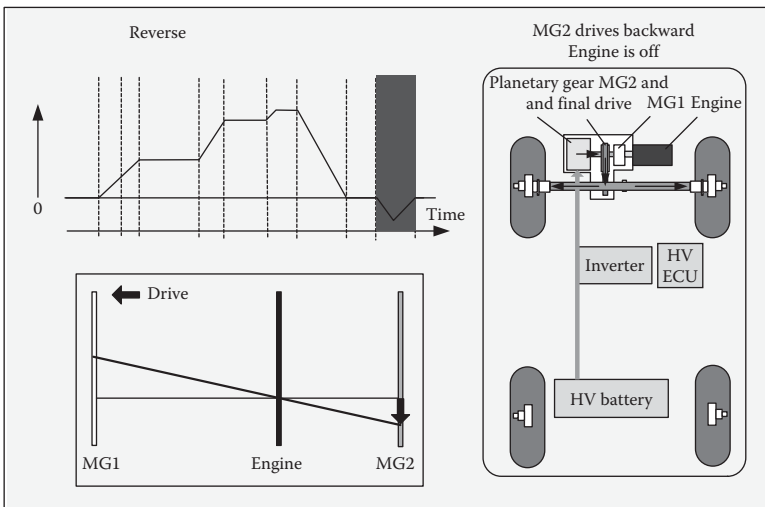 Reverse
0
Time
Drive
MG1
Engine
MG2
MG2 drives backward
Engine is off
Planetary gear MG2 and
and final drive
MG1 Engine
Inverter
HV
ECU
HV battery